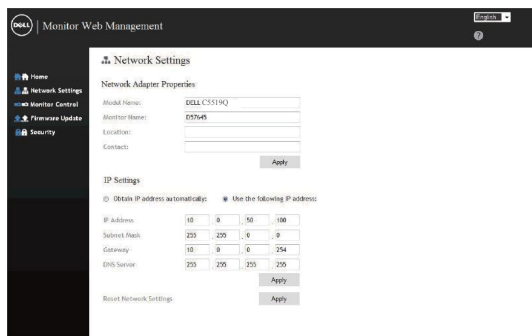 DELL
Monitor Web Management
English
?
Home
Network Settings
Monitor Control
Firmware Update
Security
Network Settings
Network Adapter Properties
Model Name: DELL C5519Q
Monitor Name: D57645
Location:
Contact:
Apply
IP Settings
Obtain IP address automatically: Use the following IP address:
IP Address 10 . 0 . 50 . 100
Subnet Mask 255 . 255 . 0 . 0
Gateway 10 0 0 254
DNS Server 255 255 255 255
Apply
Reset Network Settings Apply